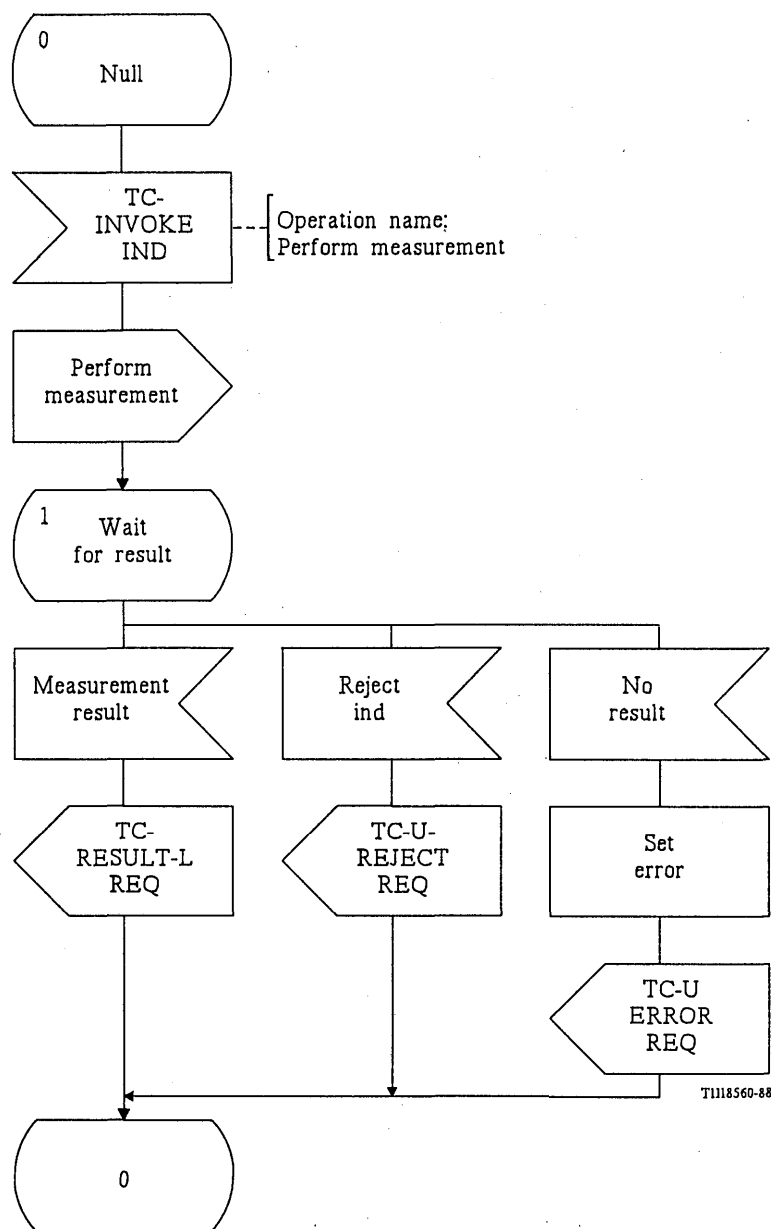 0
Null
TC-
INVOKE
IND
Operation name:
Perform measurement
Perform
measurement
1
Wait
for result
Measurement
result
Reject
ind
No
result
TC-
RESULT-L
REQ
TC-U-
REJECT
REQ
Set
error
TC-U
ERROR
REQ
T1118560-88
0